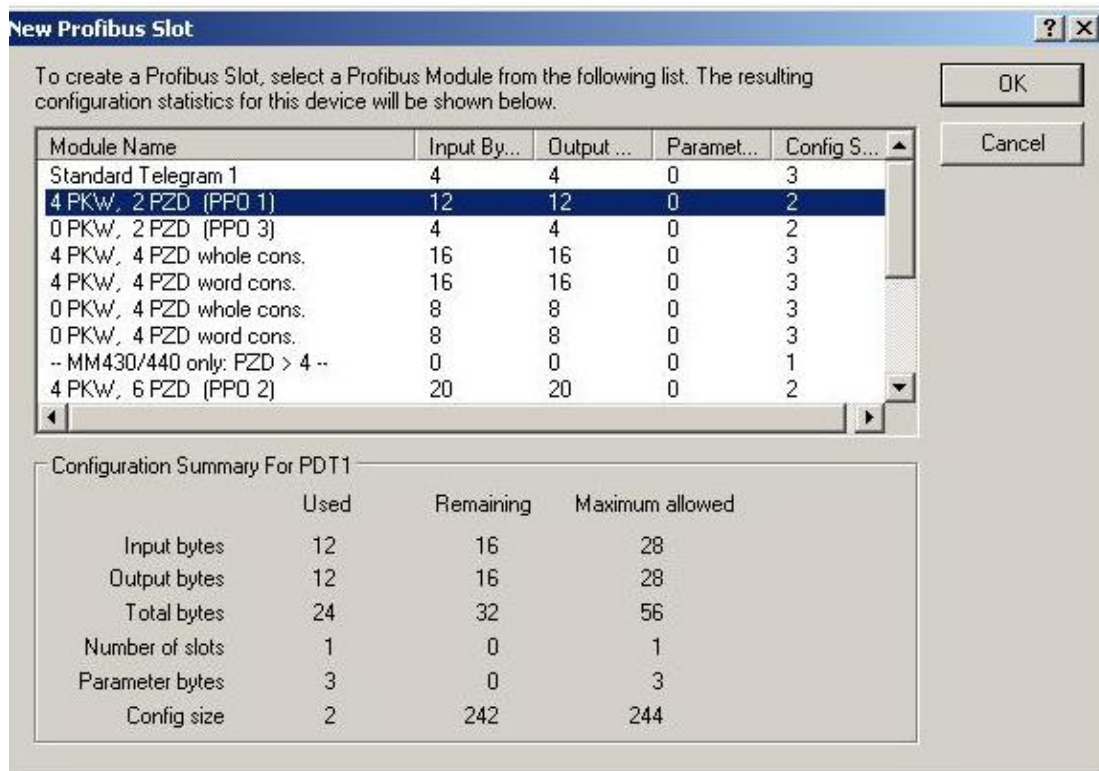 New Profibus Slot
To create a Profibus Slot, select a Profibus Module from the following list. The resulting
configuration statistics for this device will be shown below.
OK
Cancel
Module Name Input By... Output ... Paramet... Config S...
Standard Telegram 1 4 4 0 3
4 PKW, 2 PZD (PPO 1) 12 12 0 2
0 PKW, 2 PZD (PPO 3) 4 4 0 2
4 PKW, 4 PZD whole cons. 16 16 0 3
4 PKW, 4 PZD word cons. 16 16 0 3
0 PKW, 4 PZD whole cons. 8 8 0 3
0 PKW, 4 PZD word cons. 8 8 0 3
-- MM430/440 only: PZD > 4 -- 0 0 0 1
4 PKW, 6 PZD (PPO 2) 20 20 0 2
Configuration Summary For PDT1
Used Remaining Maximum allowed
Input bytes 12 16 28
Output bytes 12 16 28
Total bytes 24 32 56
Number of slots 1 0 1
Parameter bytes 3 0 3
Config size 2 242 244